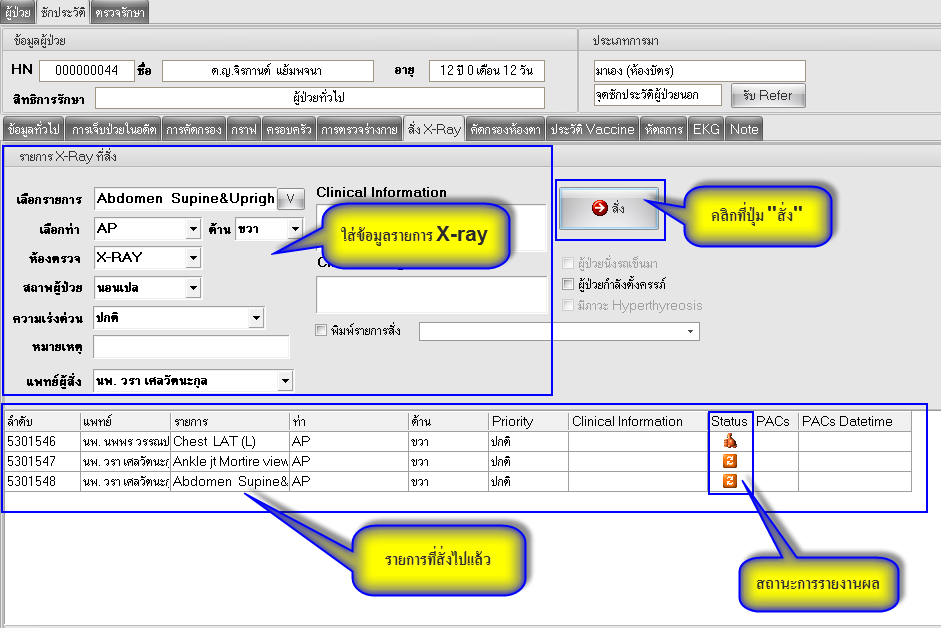 ผู้ป่วย ซักประวัติ ตรวจรักษา
ข้อมูลผู้ป่วย
ประเภทการมา
HN 000000044 ชื่อ ด.ญ.จิรกานต์ แย้มพจนา อายุ 12 ปี 0 เดือน 12 วัน
มาเอง (ห้องบัตร)
สิทธิการรักษา ผู้ป่วยทั่วไป
จุดซักประวัติผู้ป่วยนอก รับ Refer
ข้อมูลทั่วไป การเจ็บป่วยในอดีต การคัดกรอง กราฟ ครอบครัว การตรวจร่างกาย สั่ง X-Ray คัดกรองห้องตา ประวัติ Vaccine หัตถการ EKG Note
รายการ X-Ray ที่สั่ง
เลือกรายการ Abdomen Supine&Uprigh V
Clinical Information
สั่ง
คลิกที่ปุ่ม "สั่ง"
เลือกท่า AP ด้าน ขวา
ใส่ข้อมูลรายการ X-ray
ห้องตรวจ X-RAY
ผู้ป่วยนั่งรถเข็นมา
สภาพผู้ป่วย นอนเปล
ผู้ป่วยกำลังตั้งครรภ์
มีภาวะ Hyperthyreosis
ความเร่งด่วน ปกติ
พิมพ์รายการสั่ง
หมายเหตุ
แพทย์ผู้สั่ง นพ. วรา เศลวัตนะกุล
ลำดับ แพทย์ รายการ ท่า ด้าน Priority Clinical Information Status PACs PACs Datetime
5301546 นพ. นพพร วรรณป Chest LAT (L) AP ขวา ปกติ
5301547 นพ. วรา เศลวัตนะกุ Ankle jt Mortire view AP ขวา ปกติ
5301548 นพ. วรา เศลวัตนะกุ Abdomen Supine& AP ขวา ปกติ
รายการที่สั่งไปแล้ว
สถานะการรายงานผล